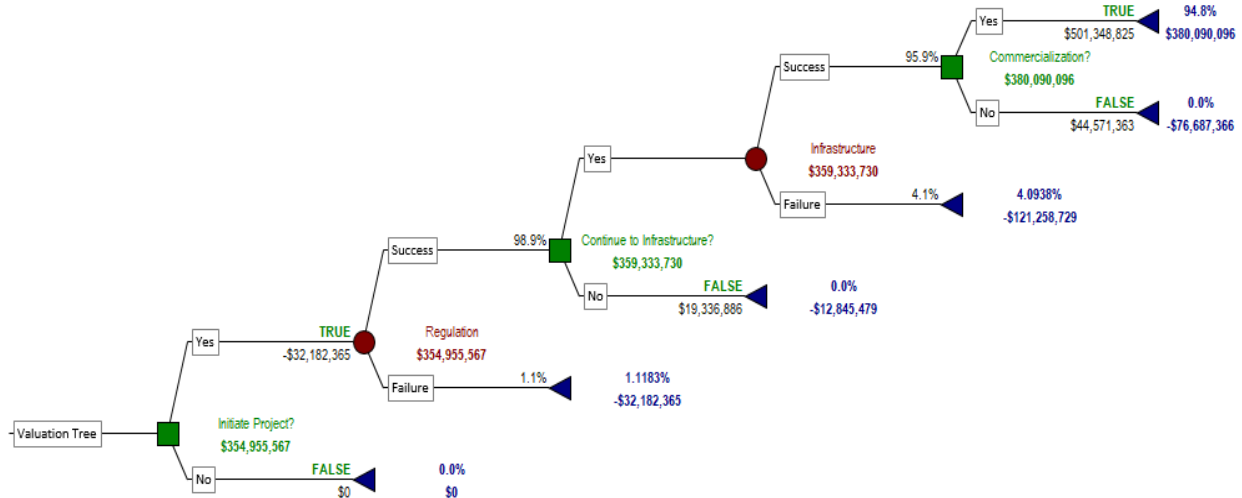 TRUE 94.8%
Yes
$501,348,825 $380,090,096
95.9% Commercialization?
Success
$380,090,096
FALSE 0.0%
No
$44,571,363 -$76,687,366
Yes
Infrastructure
$359,333,730
4.1% 4.0938%
Failure
-$121,258,729
98.9% Continue to Infrastructure?
Success
$359,333,730
FALSE 0.0%
No
$19,336,886 -$12,845,479
TRUE Regulation
Yes
-$32,182,365 $354,955,567
1.1% 1.1183%
Failure
-$32,182,365
Initiate Project?
Valuation Tree
$354,955,567
FALSE 0.0%
No
$0 $0